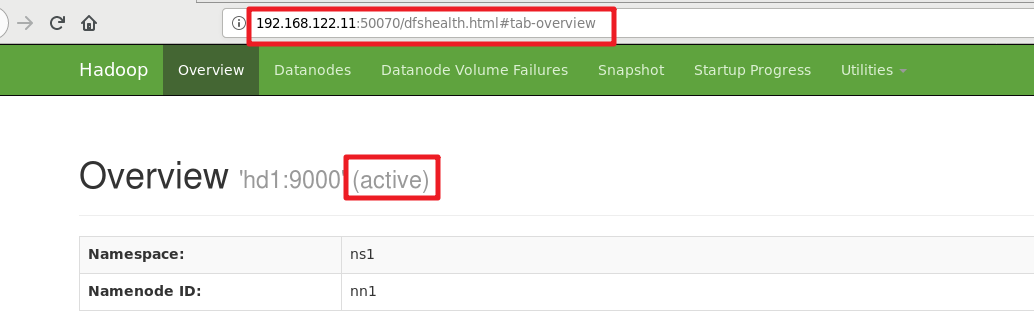 192.168.122.11:50070/dfshealth.html#tab-overview
Hadoop Overview Datanodes Datanode Volume Failures Snapshot Startup Progress Utilities
Overview 'hd1:9000' (active)
Namespace: ns1
Namenode ID: nn1